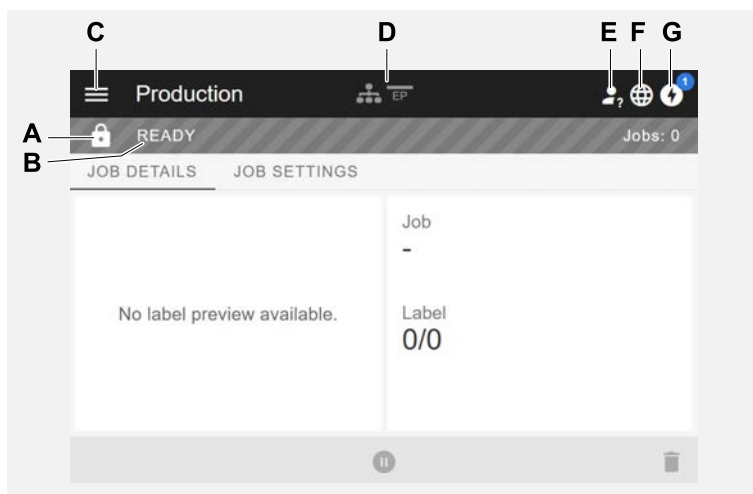 C D E F G
Production EP 1
A READY Jobs: 0
B
JOB DETAILS JOB SETTINGS
Job
-
No label preview available.
Label
0/0